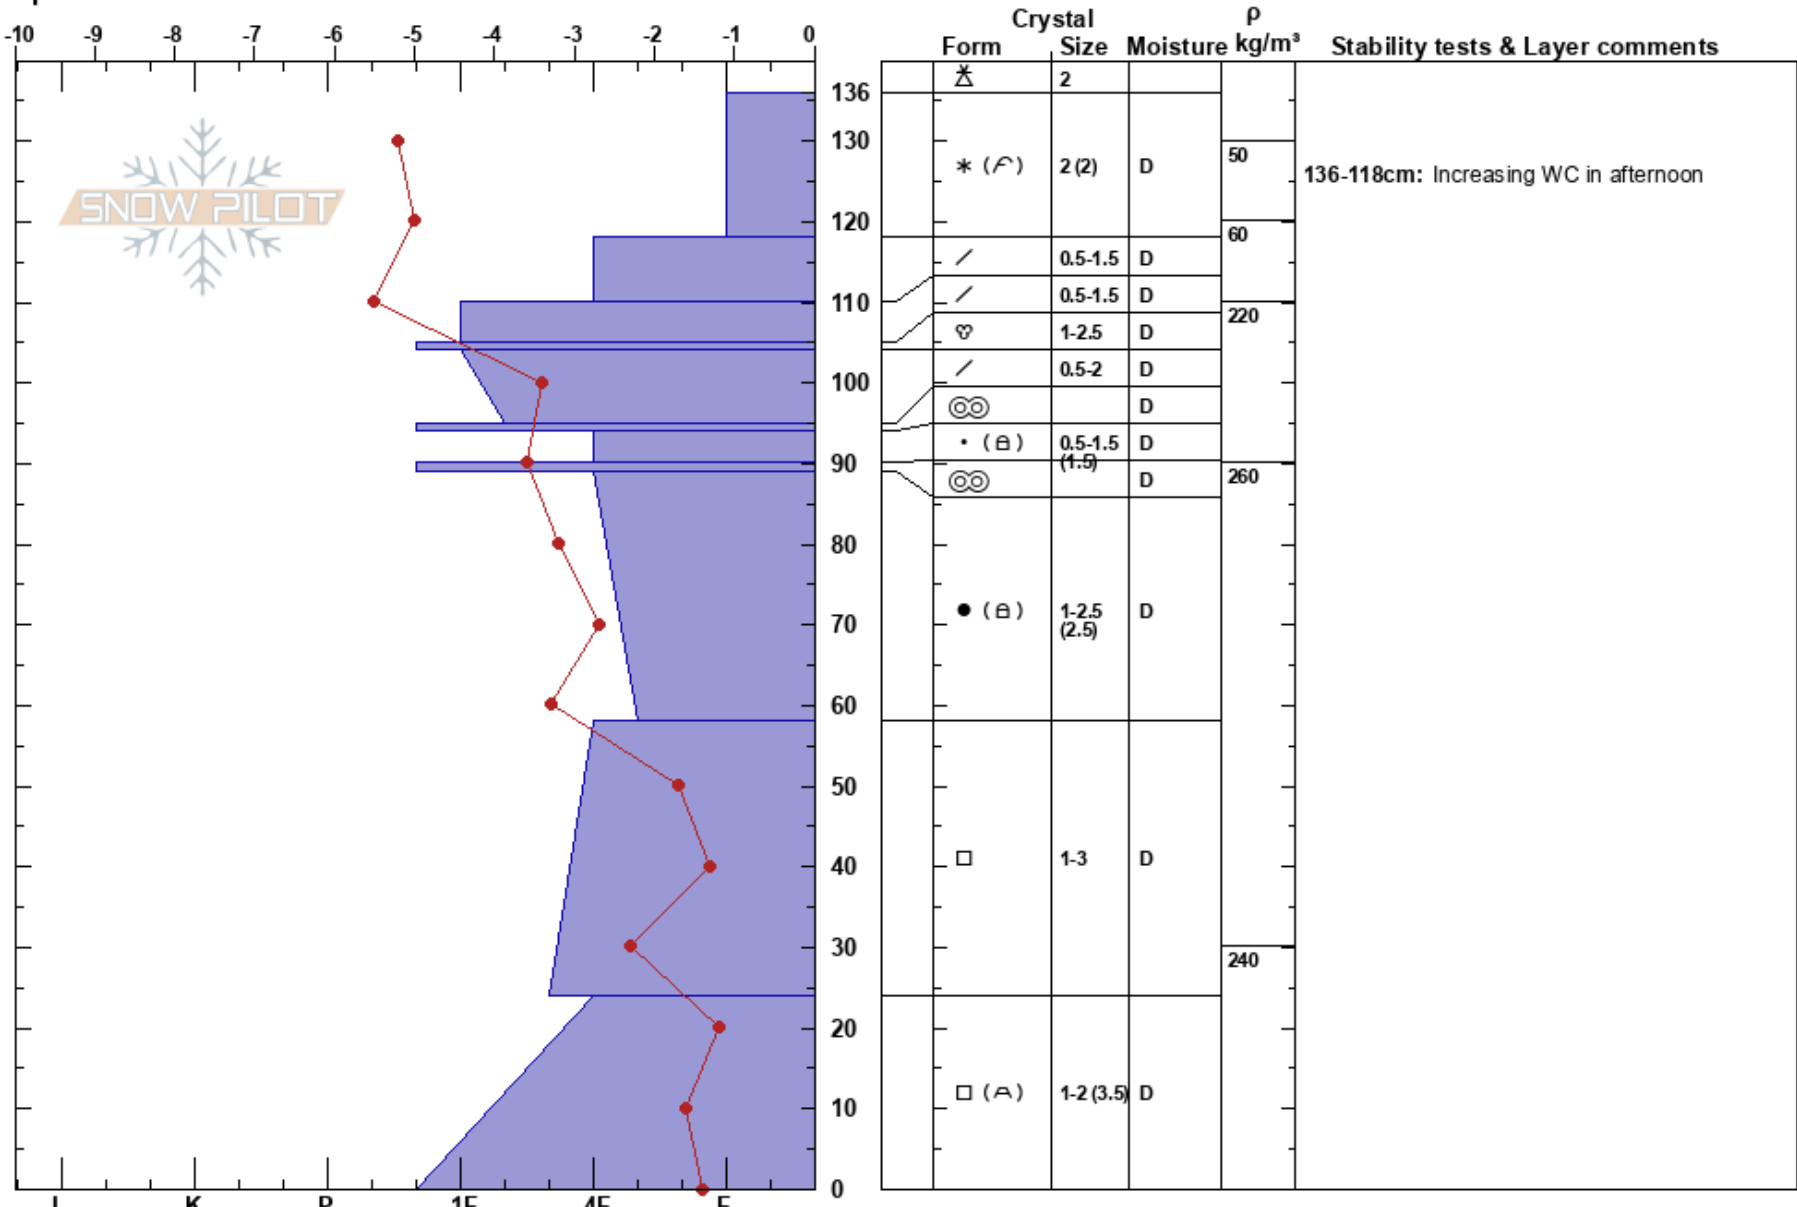 Crystal ρ
-10 -9 -8 -7 -6 -5 -4 -3 -2 -1 0 Form Size Moisture kg/m³ Stability tests & Layer comments
2
136
130
50
SNOW PILOT
2 (2) D
136-118cm: Increasing WC in afternoon
120
60
0.5-1.5 D
0.5-1.5 D
110
220
1-2.5 D
0.5-2 D
100
D
0.5-1.5 D
(1.5)
90
260
D
80
1-2.5 D
(2.5)
70
60
50
1-3 D
40
30
240
20
1-2 (3.5) D
10
0
I K P 1F 4F F